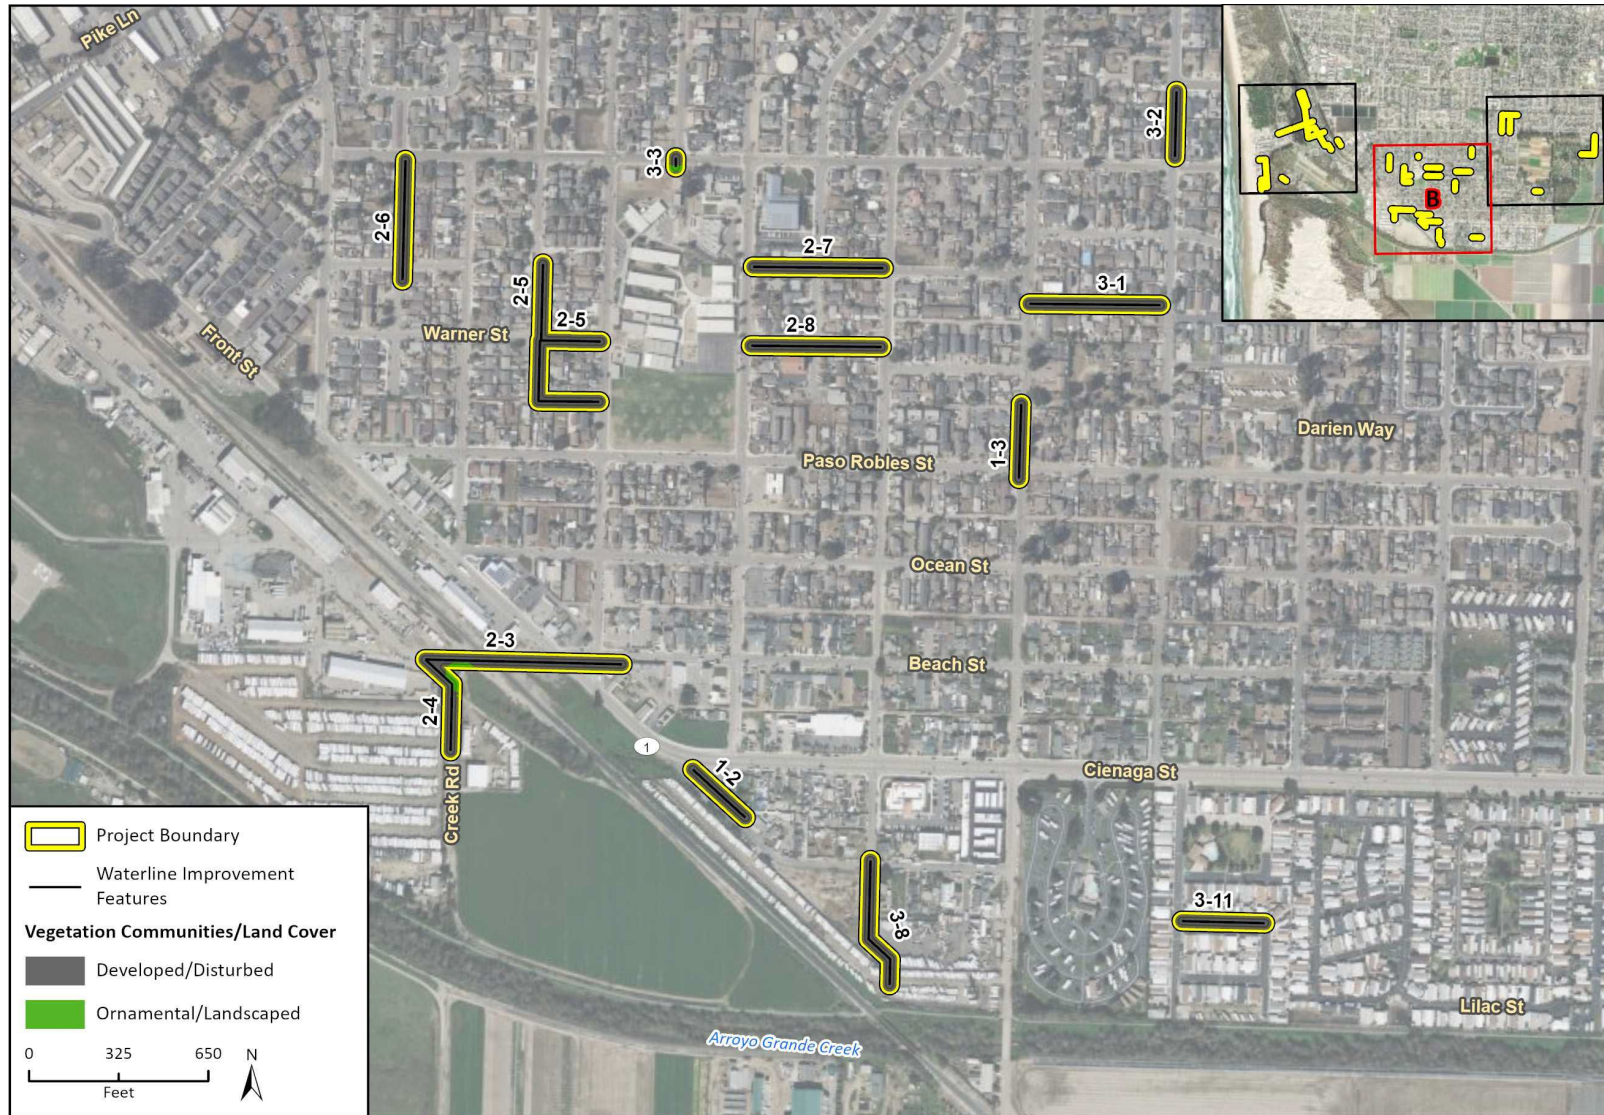 Pike Ln
3-2
3-3
2-6
B
2-7
2-5
3-1
2-5
2-8
Warner St
Front St
1-3
Darien Way
Paso Robles St
Ocean St
2-3
Beach St
2-4
1
1-2
Cienaga St
Creek Rd
3-8
3-11
Lilac St
Arroyo Grande Creek
Project Boundary
Waterline Improvement
Features
Vegetation Communities/Land Cover
Developed/Disturbed
Ornamental/Landscaped
0 325 650 N
Feet